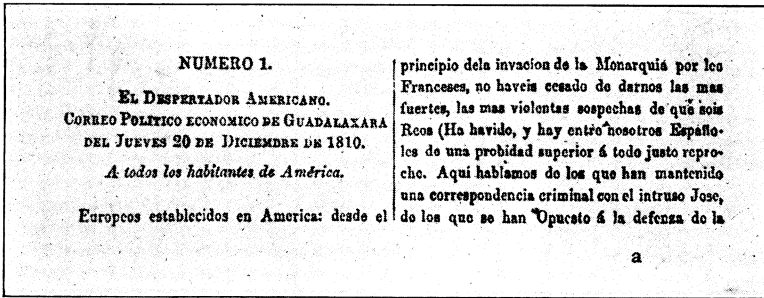 NUMERO 1.
EL DESPERTADOR AMERICANO.
CORREO POLITICO ECONOMICO DE GUADALAXARA
DEL JUEVES 20 DE DICIEMBRE DE 1810.
A todos los habitantes de América.
Europeos establecidos en America: desde el
principio dela invacion de la Monarquiá por los
Franceses, no haveis cesado de darnos las mas
fuertes, las mas violentas sospechas de que sois
Reos (Ha havido, y hay entre nosotros Españo-
les de una probidad superior á todo justo repro-
che. Aqui hablamos de los que han mantenido
una correspondencia criminal con el intruso Jose,
de los que se han Opuesto á la defensa de la
a